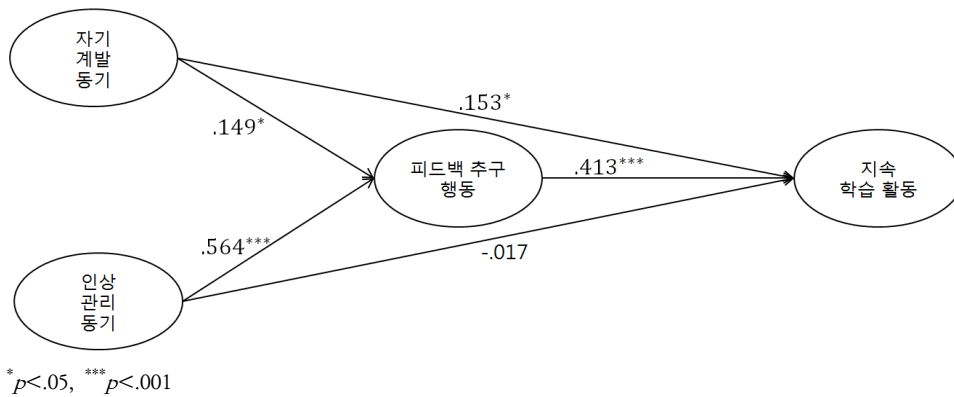 자기
계발
동기
.153*
.149*
피드백 추구
행동
.413***
지속
학습 활동
.564***
-.017
인상
관리
동기
*p<.05, ***p<.001